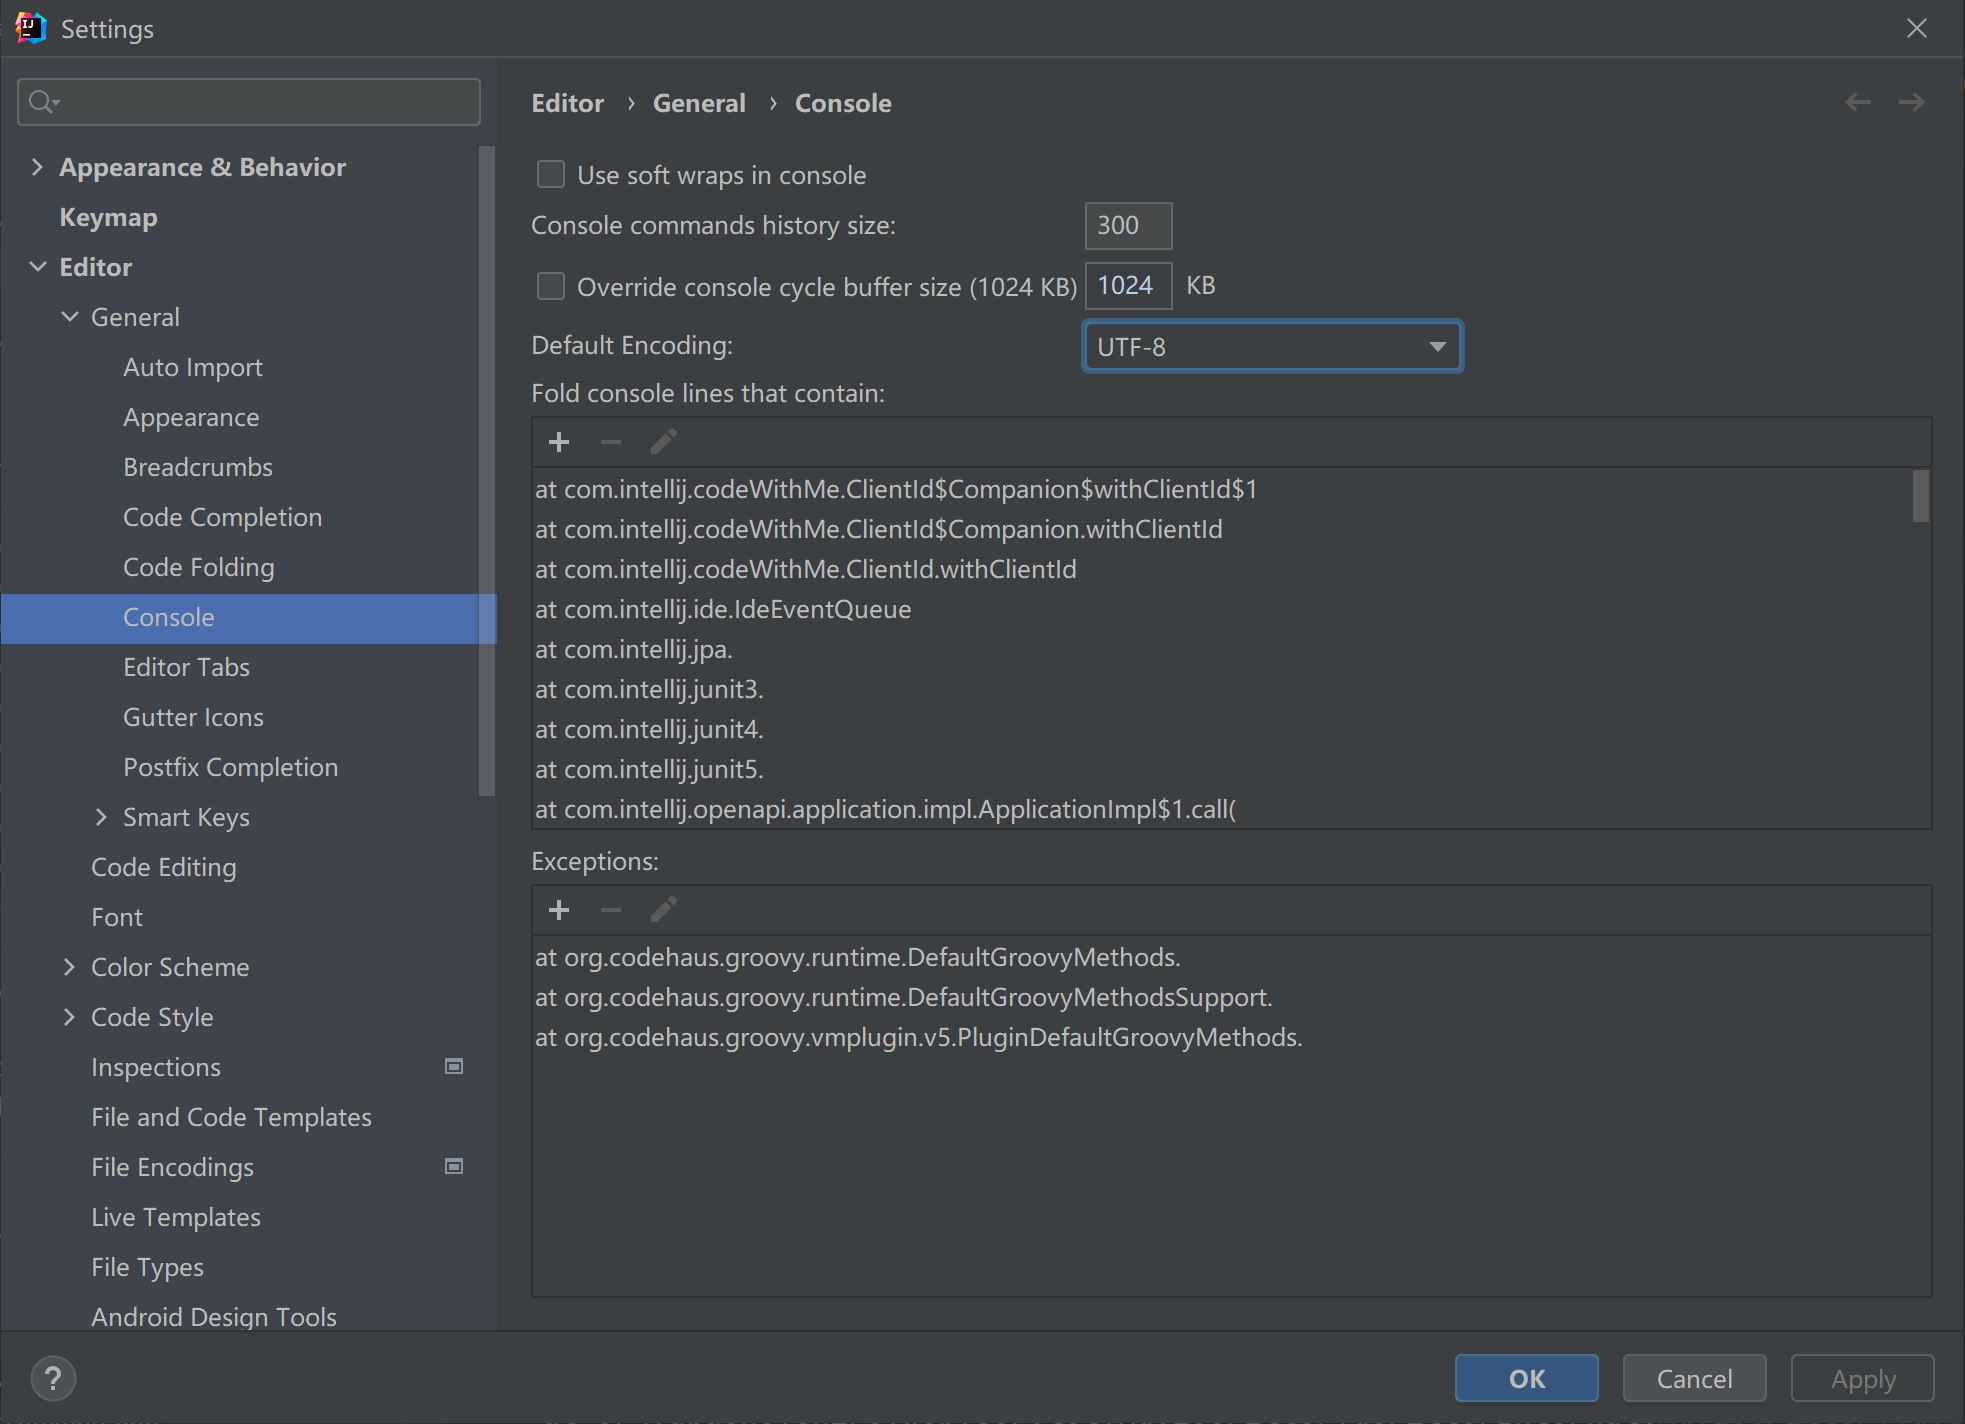 Settings
Appearance & Behavior
Keymap
Editor
General
Auto Import
Appearance
Breadcrumbs
Code Completion
Code Folding
Console
Editor Tabs
Gutter Icons
Postfix Completion
Smart Keys
Code Editing
Font
Color Scheme
Code Style
Inspections
File and Code Templates
File Encodings
Live Templates
File Types
Android Design Tools
Editor › General › Console
Use soft wraps in console
Console commands history size: 300
Override console cycle buffer size (1024 KB) 1024 KB
Default Encoding: UTF-8
Fold console lines that contain:
at com.intellij.codeWithMe.ClientId$Companion$withClientId$1
at com.intellij.codeWithMe.ClientId$Companion.withClientId
at com.intellij.codeWithMe.ClientId.withClientId
at com.intellij.ide.IdeEventQueue
at com.intellij.jpa.
at com.intellij.junit3.
at com.intellij.junit4.
at com.intellij.junit5.
at com.intellij.openapi.application.impl.ApplicationImpl$1.call(
Exceptions:
at org.codehaus.groovy.runtime.DefaultGroovyMethods.
at org.codehaus.groovy.runtime.DefaultGroovyMethodsSupport.
at org.codehaus.groovy.vmplugin.v5.PluginDefaultGroovyMethods.
?
OK
Cancel
Apply